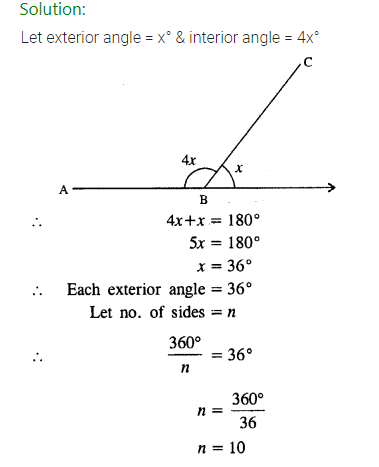 Solution:
Let exterior angle = x° & interior angle = 4x°
C
4x
x
A
B
∴ 4x+x = 180°
5x = 180°
x = 36°
∴ Each exterior angle = 36°
Let no. of sides = n
∴ 360°/n = 36°
n = 360°/36
n = 10